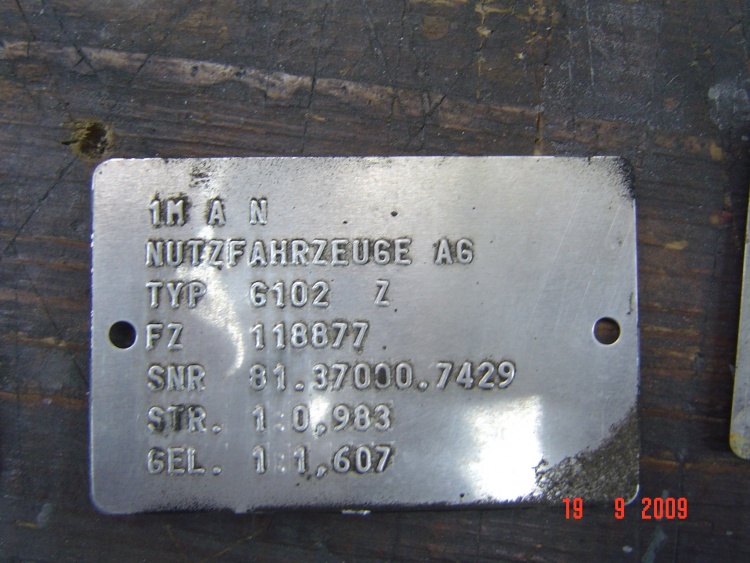 1M A N
NUTZFAHRZEUGE AG
TYP G102 Z
FZ 118877
SNR 81.37000.7429
STR. 1:0,983
GEL. 1:1,607
19 9 2009